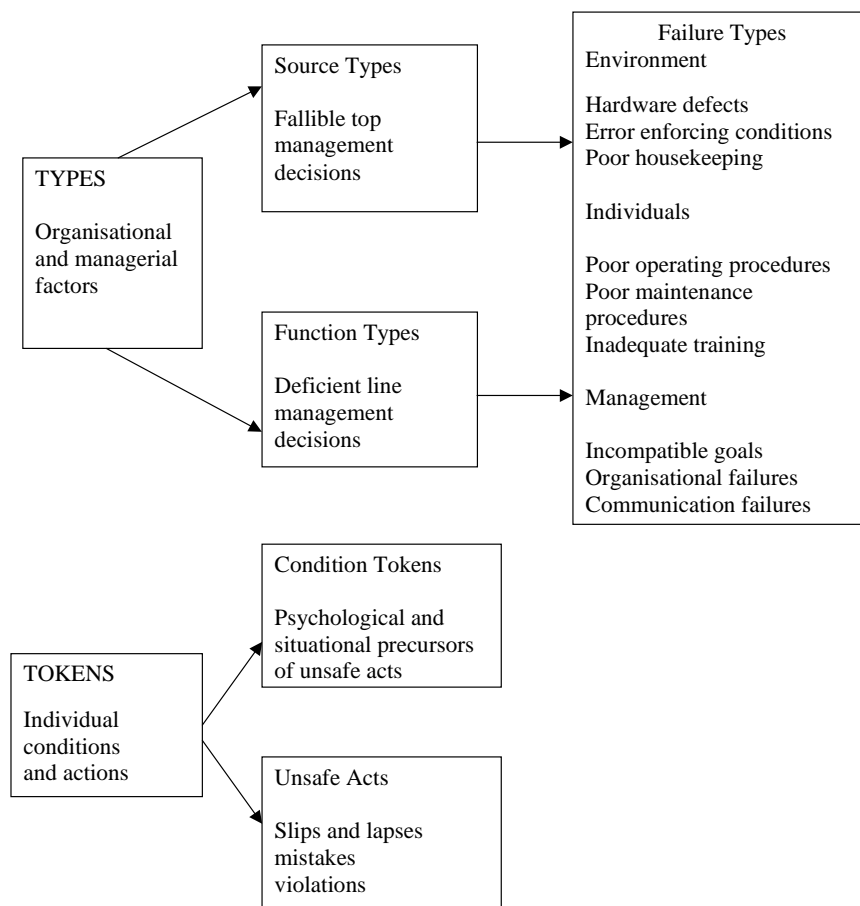 TYPES
Organisational
and managerial
factors
Source Types
Fallible top
management
decisions
Function Types
Deficient line
management
decisions
Failure Types
Environment
Hardware defects
Error enforcing conditions
Poor housekeeping
Individuals
Poor operating procedures
Poor maintenance
procedures
Inadequate training
Management
Incompatible goals
Organisational failures
Communication failures
TOKENS
Individual
conditions
and actions
Condition Tokens
Psychological and
situational precursors
of unsafe acts
Unsafe Acts
Slips and lapses
mistakes
violations